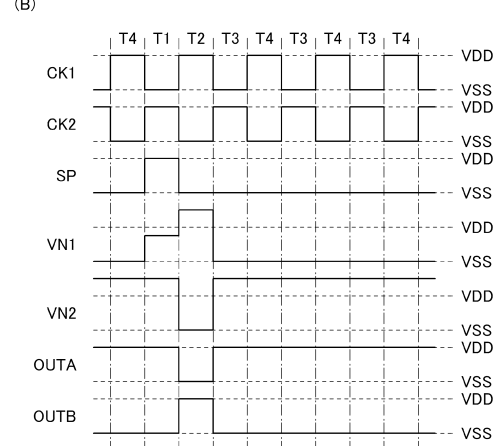 (B)
T4 T1 T2 T3 T4 T3 T4 T3 T4
CK1 VDD
VSS
CK2 VDD
VSS
SP VDD
VSS
VN1 VDD
VSS
VN2 VDD
VSS
OUTA VDD
VSS
OUTB VDD
VSS